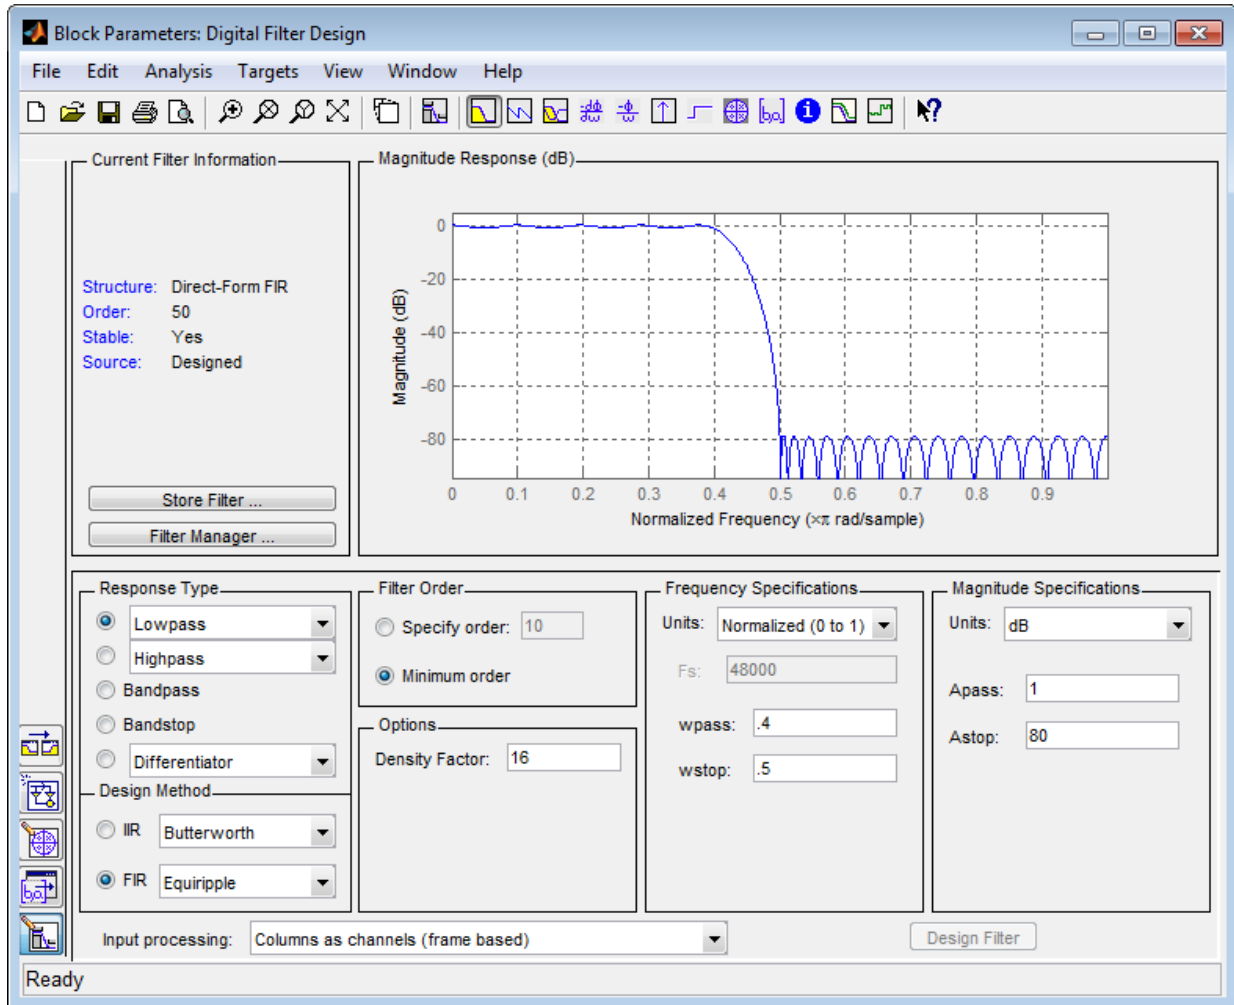 Block Parameters: Digital Filter Design
File Edit Analysis Targets View Window Help
Current Filter Information
Structure: Direct-Form FIR
Order: 50
Stable: Yes
Source: Designed
Store Filter ...
Filter Manager ...
Magnitude Response (dB)
Magnitude (dB)
0
-20
-40
-60
-80
0 0.1 0.2 0.3 0.4 0.5 0.6 0.7 0.8 0.9
Normalized Frequency (×π rad/sample)
Response Type
Lowpass
Highpass
Bandpass
Bandstop
Differentiator
Design Method
IIR Butterworth
FIR Equiripple
Filter Order
Specify order: 10
Minimum order
Options
Density Factor: 16
Frequency Specifications
Units: Normalized (0 to 1)
Fs: 48000
wpass: .4
wstop: .5
Magnitude Specifications
Units: dB
Apass: 1
Astop: 80
Input processing: Columns as channels (frame based)
Design Filter
Ready